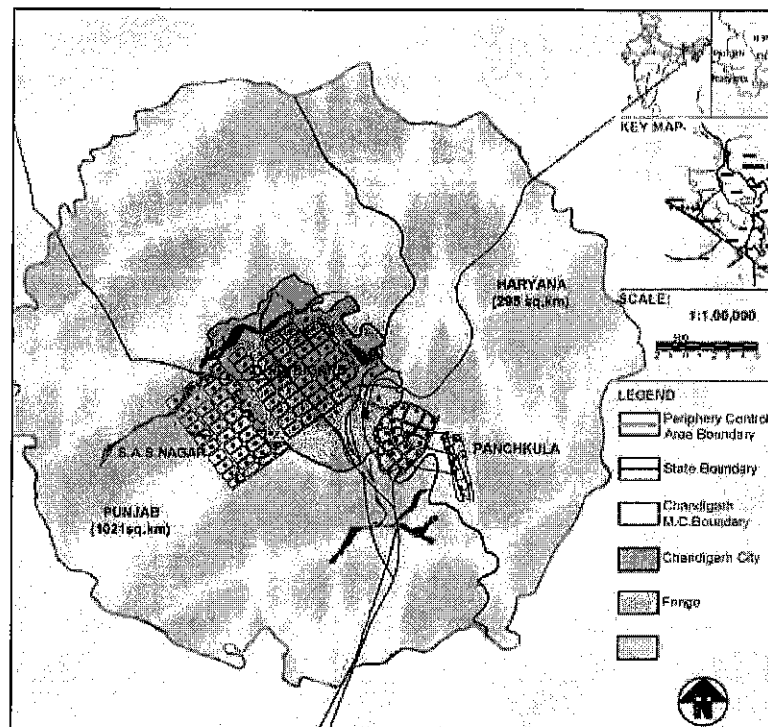 KEY MAP
HARYANA
(295 sq.km)
SCALE:
1:1,00,000
LEGEND
Periphery Control
Area Boundary
State Boundary
Chandigarh
M.C. Boundary
Chandigarh City
S.A.S NAGAR
PANCHKULA
PUNJAB
(1021sq.km)